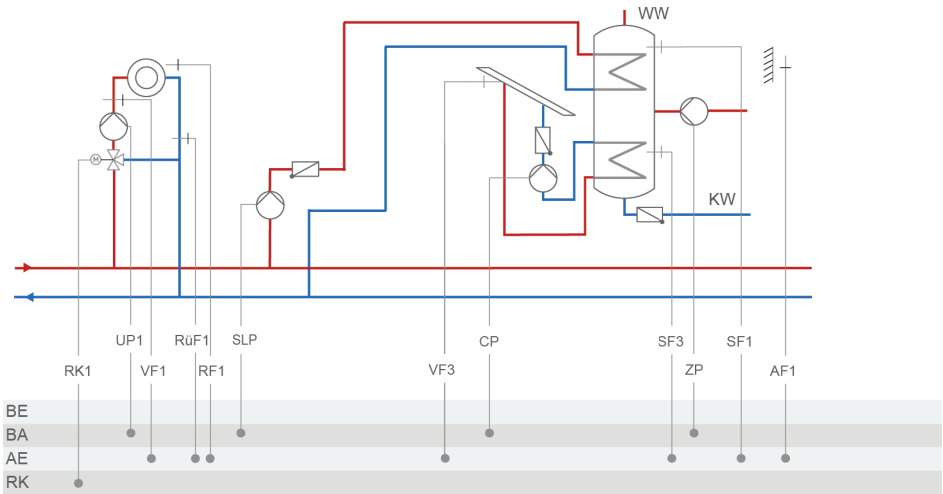 WW
M
KW
UP1 RüF1 SLP CP SF3 SF1
RK1 VF1 RF1 VF3 ZP AF1
BE
BA
AE
RK